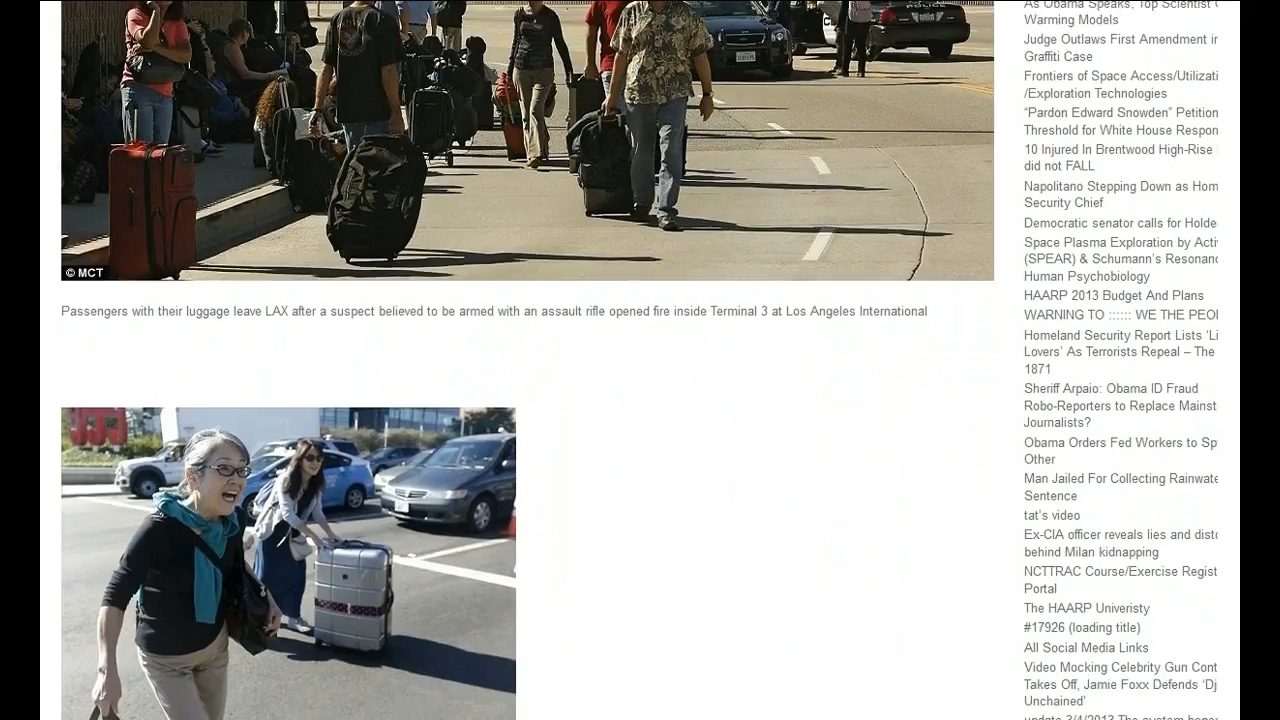 As Obama Speaks, Top Scientist
Warming Models
Judge Outlaws First Amendment in
Graffiti Case
Frontiers of Space Access/Utilizati
/Exploration Technologies
“Pardon Edward Snowden” Petition
Threshold for White House Respon
10 Injured In Brentwood High-Rise
did not FALL
Napolitano Stepping Down as Hom
Security Chief
Democratic senator calls for Holde
Space Plasma Exploration by Acti
(SPEAR) & Schumann’s Resonanc
Human Psychobiology
HAARP 2013 Budget And Plans
WARNING TO :::::: WE THE PEO
Homeland Security Report Lists ‘Li
Lovers’ As Terrorists Repeal – The
1871
Sheriff Arpaio: Obama ID Fraud
Robo-Reporters to Replace Mainst
Journalists?
Obama Orders Fed Workers to Sp
Other
Man Jailed For Collecting Rainwate
Sentence
tat’s video
Ex-CIA officer reveals lies and dist
behind Milan kidnapping
NCTTRAC Course/Exercise Regist
Portal
The HAARP Univeristy
#17926 (loading title)
All Social Media Links
Video Mocking Celebrity Gun Cont
Takes Off, Jamie Foxx Defends ‘Dj
Unchained’
© MCT
Passengers with their luggage leave LAX after a suspect believed to be armed with an assault rifle opened fire inside Terminal 3 at Los Angeles International